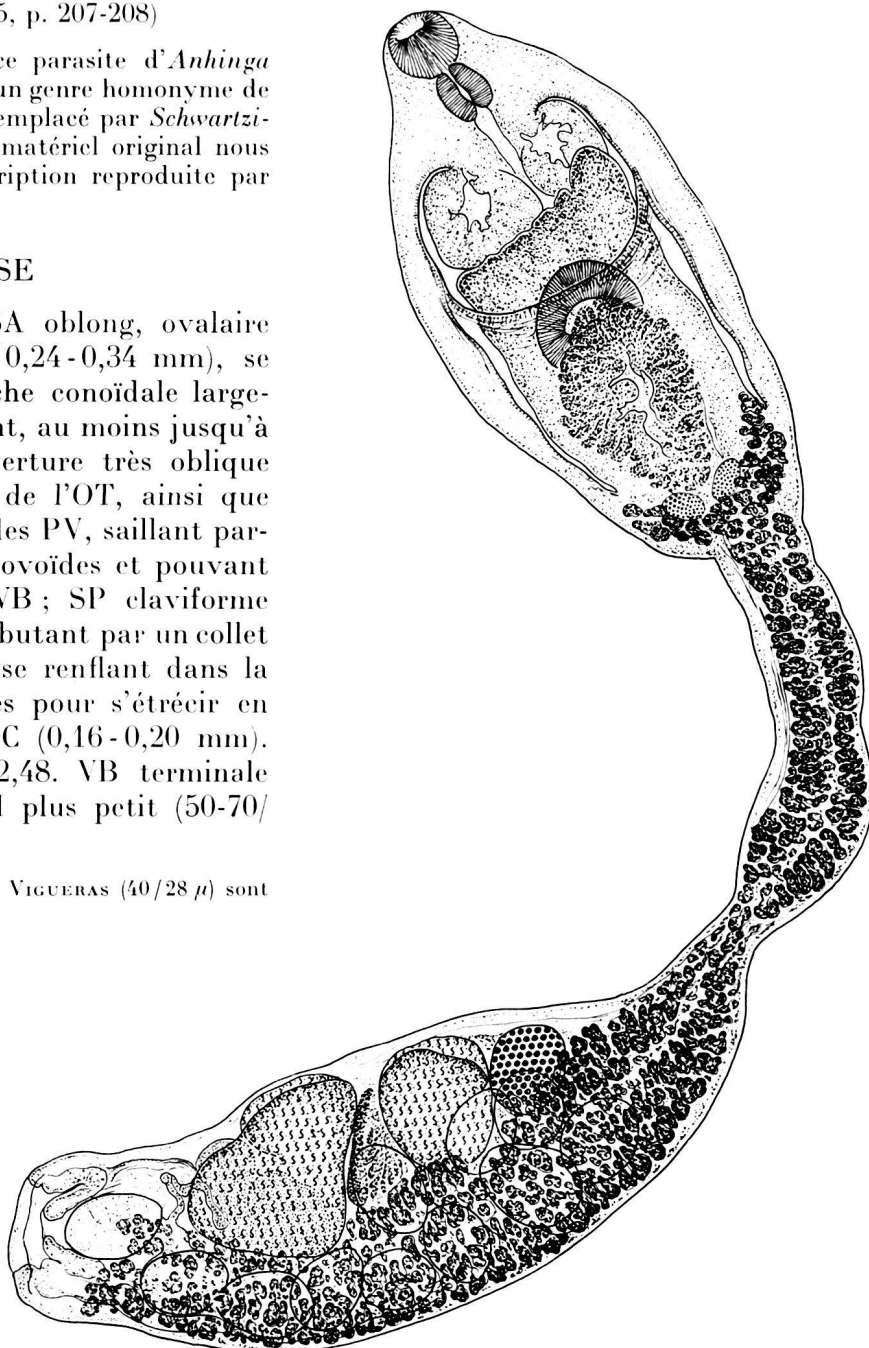 5, p. 207-208)
ce parasite d'Anhinga
un genre homonyme de
emplacé par Schwartzi-
matériel original nous
ription reproduite par
SE
A oblong, ovalaire
0,24-0,34 mm), se
che conoïdale large-
nt, au moins jusqu'à
erture très oblique
de l'OT, ainsi que
des PV, saillant par-
ovoïdes et pouvant
VB ; SP claviforme
butant par un collet
se renflant dans la
es pour s'étrécir en
C (0,16-0,20 mm).
2,48. VB terminale
l plus petit (50-70/
VIGUERAS (40/28 µ) sont